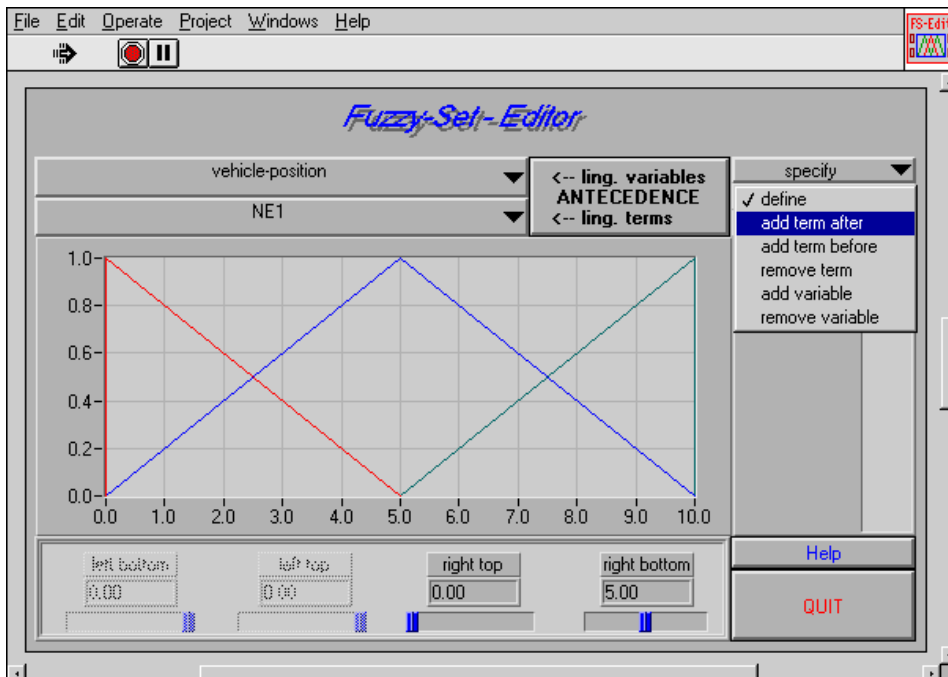 File Edit Operate Project Windows Help
FS-Edit
Fuzzy-Set-Editor
vehicle-position
NE1
<-- ling. variables
ANTECEDENCE
<-- ling. terms
specify
✓ define
add term after
add term before
remove term
add variable
remove variable
1.0
0.8
0.6
0.4
0.2
0.0
0.0 1.0 2.0 3.0 4.0 5.0 6.0 7.0 8.0 9.0 10.0
left bottom left top right top right bottom
0.00 0.00 0.00 5.00
Help
QUIT